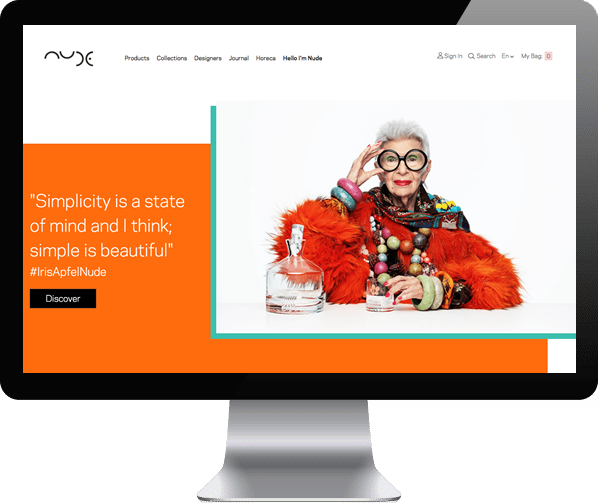 NUDE
Products Collections Designers Journal Horeca Hello I'm Nude
Sign In Search En My Bag: 0
"Simplicity is a state
of mind and I think;
simple is beautiful"
#IrisApfelNude
Discover